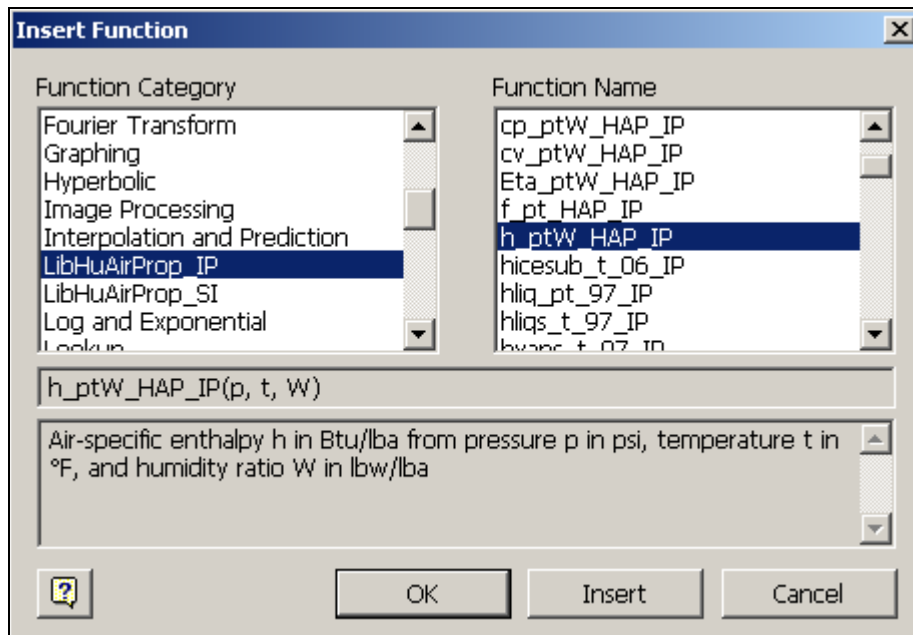 Insert Function
Function Category
Function Name
Fourier Transform
Graphing
Hyperbolic
Image Processing
Interpolation and Prediction
LibHuAirProp_IP
LibHuAirProp_SI
Log and Exponential
Lookup
cp_ptW_HAP_IP
cv_ptW_HAP_IP
Eta_ptW_HAP_IP
f_pt_HAP_IP
h_ptW_HAP_IP
hicesub_t_06_IP
hliq_pt_97_IP
hliqs_t_97_IP
h_ptW_HAP_IP(p, t, W)
Air-specific enthalpy h in Btu/lba from pressure p in psi, temperature t in
°F, and humidity ratio W in lbw/lba
OK
Insert
Cancel